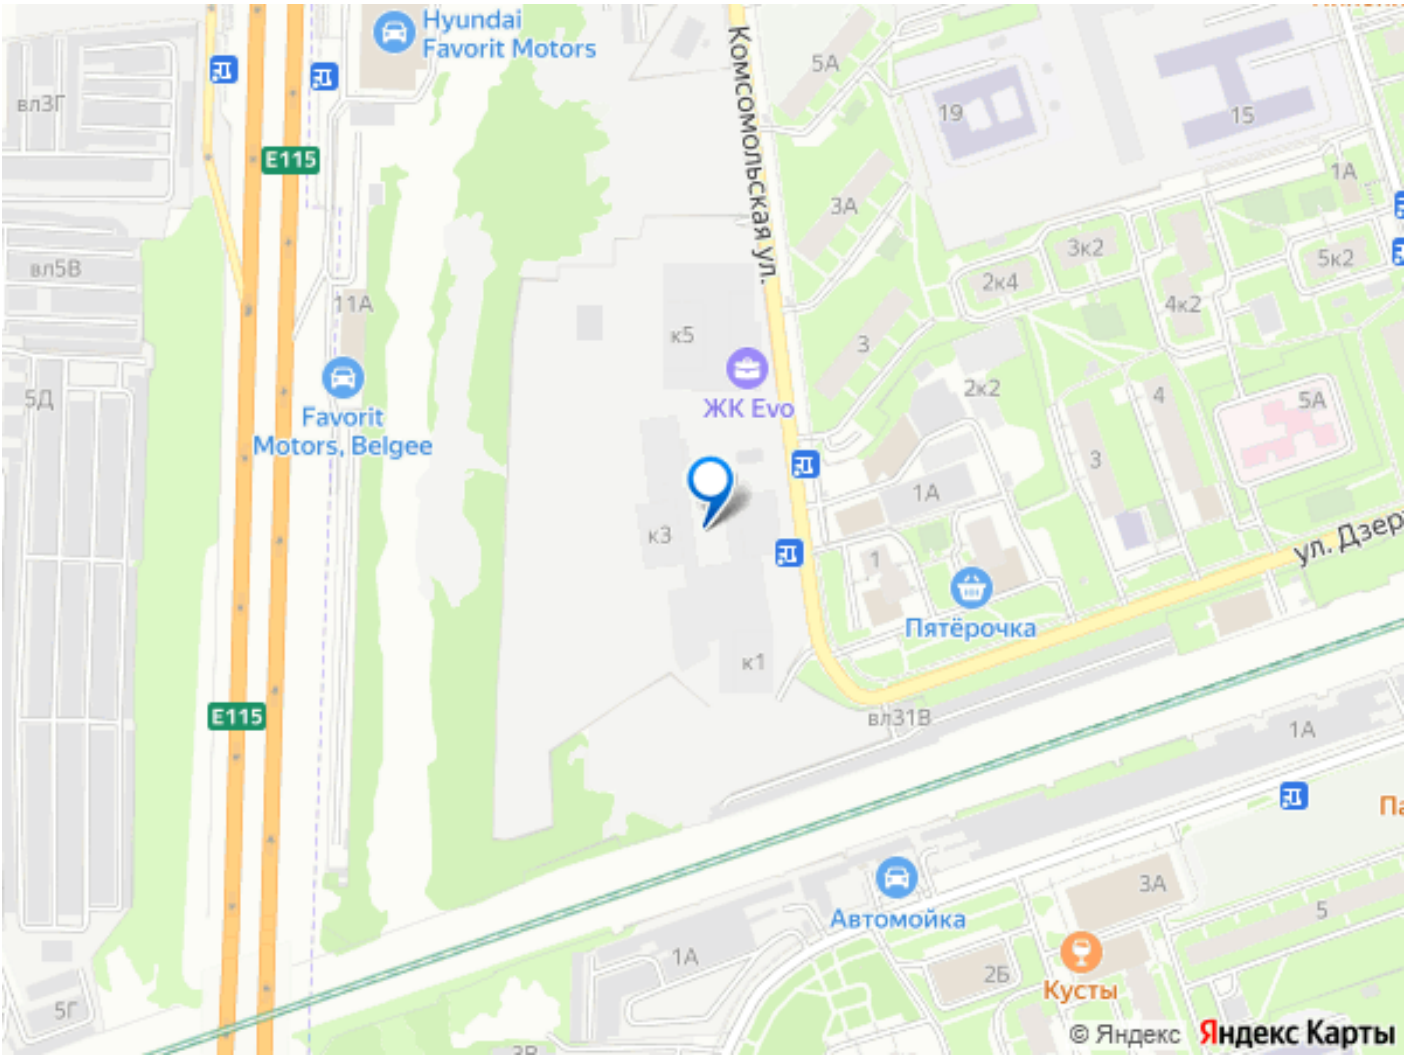 Hyundai
Favorit Motors
Комсомольская ул.
5А
19
15
вл3Г
E115
1А
3А
3к2
5к2
вл5В
2к4
11А
4к2
к5
3
ЖК Evo
2к2
4
5А
5Д
Favorit
Motors, Belgee
3
1А
к3
1
ул. Дзер
Пятёрочка
к1
E115
вл31В
1А
Па
3А
Автомойка
5
1А
2Б
Кусты
5Г
© Яндекс Яндекс Карты